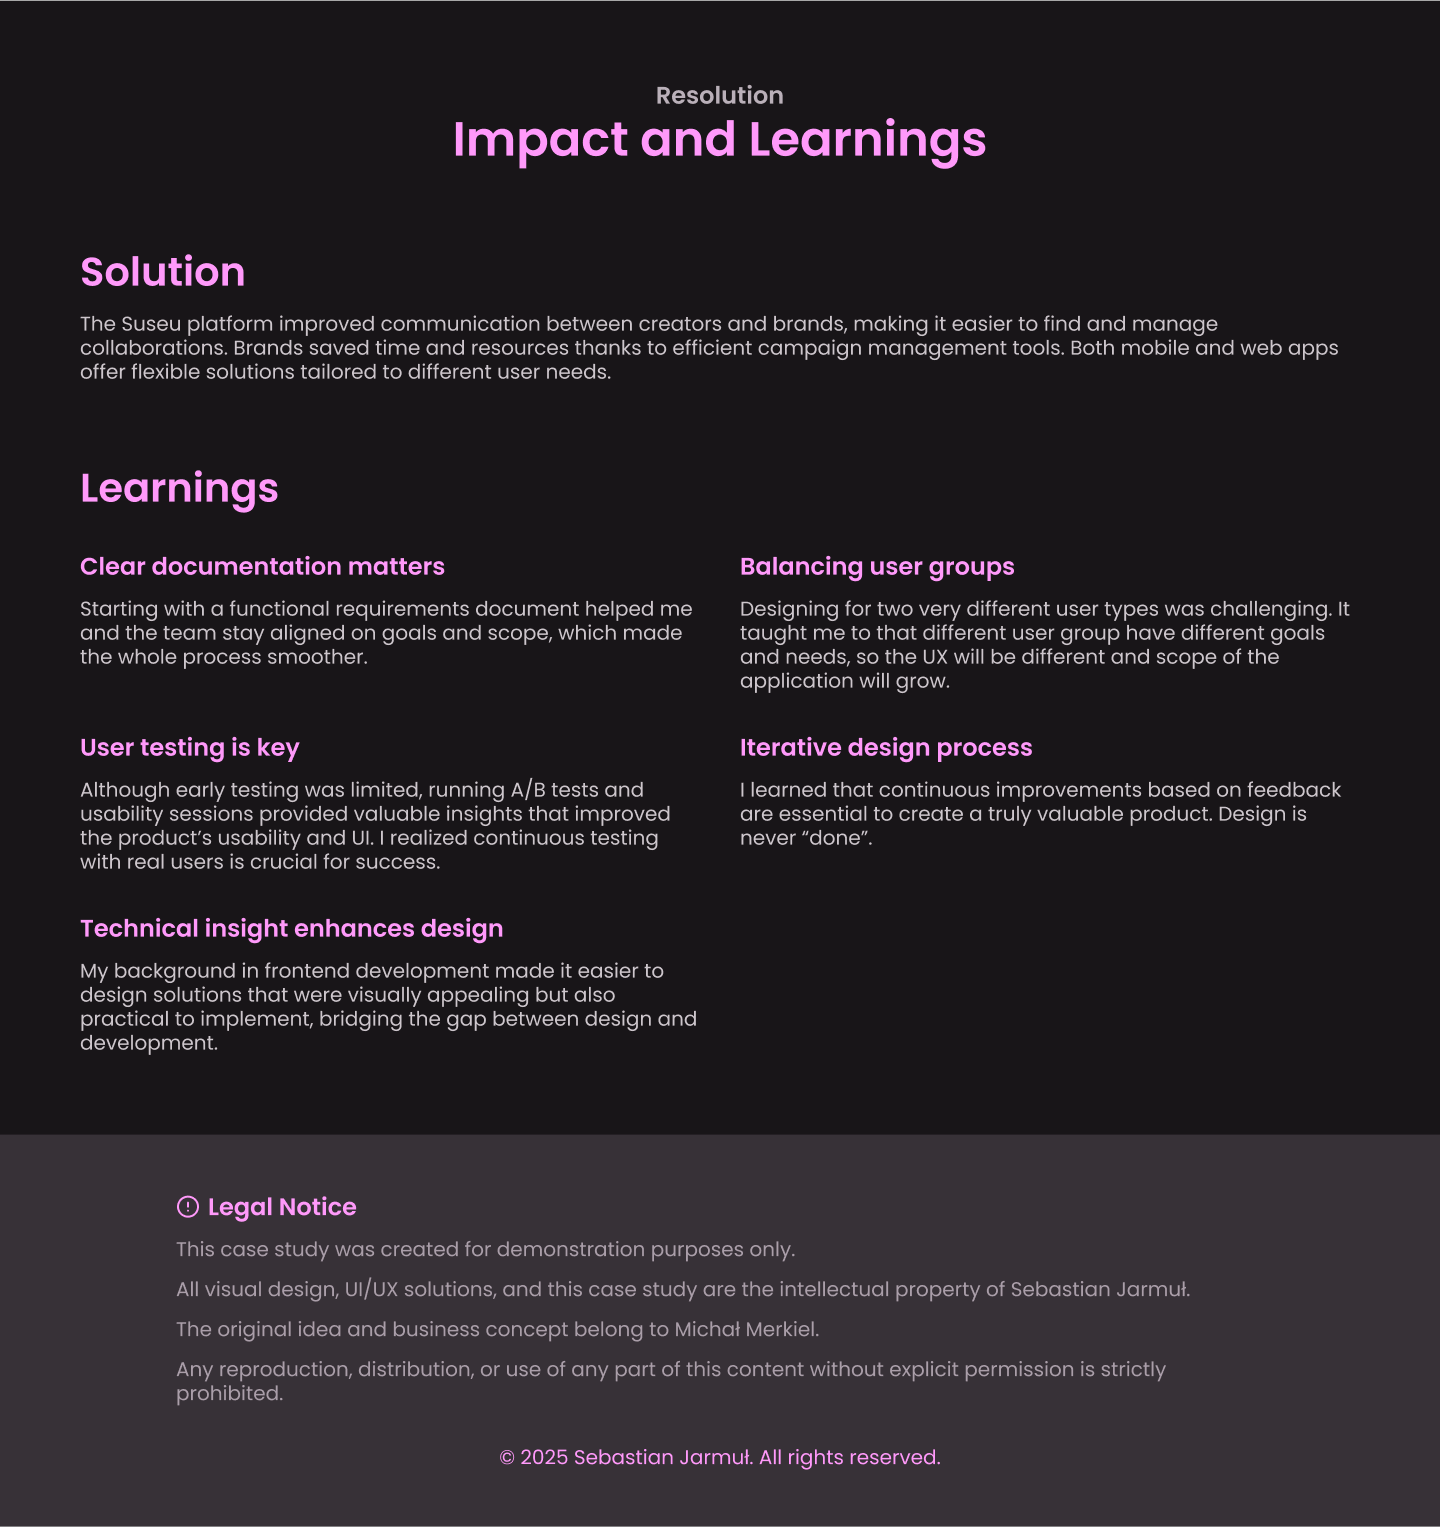 Resolution
Impact and Learnings
Solution
The Suseu platform improved communication between creators and brands, making it easier to find and manage
collaborations. Brands saved time and resources thanks to efficient campaign management tools. Both mobile and web apps
offer flexible solutions tailored to different user needs.
Learnings
Clear documentation matters
Starting with a functional requirements document helped me
and the team stay aligned on goals and scope, which made
the whole process smoother.
Balancing user groups
Designing for two very different user types was challenging. It
taught me to that different user group have different goals
and needs, so the UX will be different and scope of the
application will grow.
User testing is key
Although early testing was limited, running A/B tests and
usability sessions provided valuable insights that improved
the product’s usability and UI. I realized continuous testing
with real users is crucial for success.
Iterative design process
I learned that continuous improvements based on feedback
are essential to create a truly valuable product. Design is
never “done”.
Technical insight enhances design
My background in frontend development made it easier to
design solutions that were visually appealing but also
practical to implement, bridging the gap between design and
development.
Legal Notice
This case study was created for demonstration purposes only.
All visual design, UI/UX solutions, and this case study are the intellectual property of Sebastian Jarmuł.
The original idea and business concept belong to Michał Merkiel.
Any reproduction, distribution, or use of any part of this content without explicit permission is strictly
prohibited.
© 2025 Sebastian Jarmuł. All rights reserved.